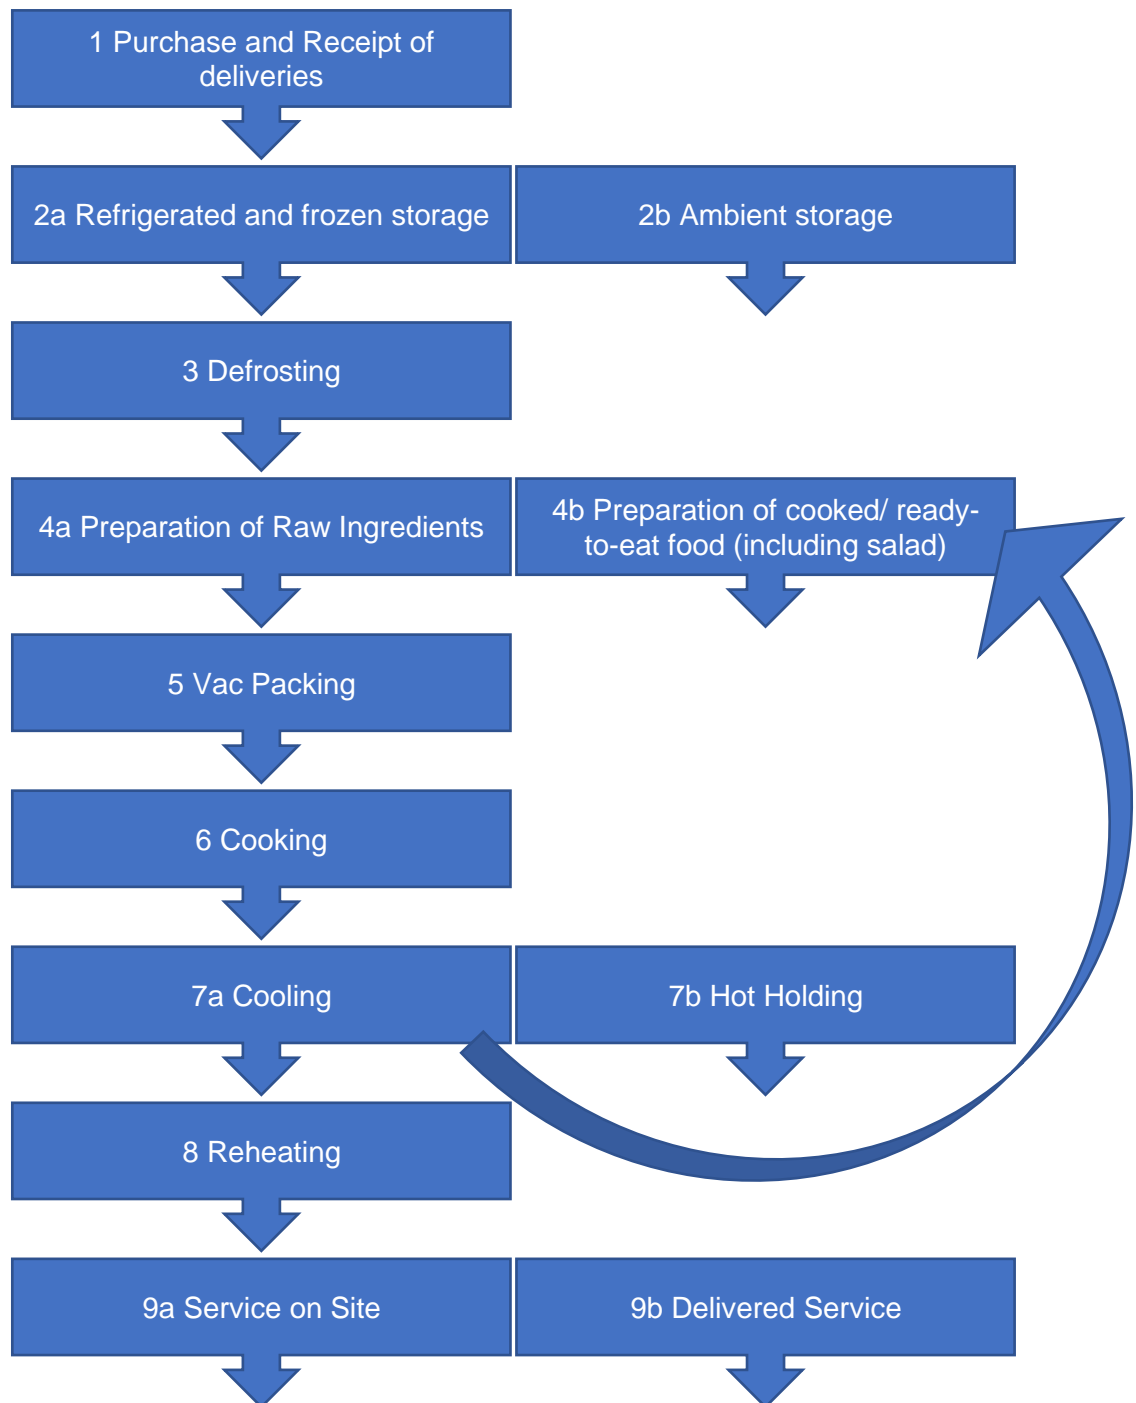 1 Purchase and Receipt of
deliveries
2a Refrigerated and frozen storage
2b Ambient storage
3 Defrosting
4a Preparation of Raw Ingredients
4b Preparation of cooked/ ready-
to-eat food (including salad)
5 Vac Packing
6 Cooking
7a Cooling
7b Hot Holding
8 Reheating
9a Service on Site
9b Delivered Service